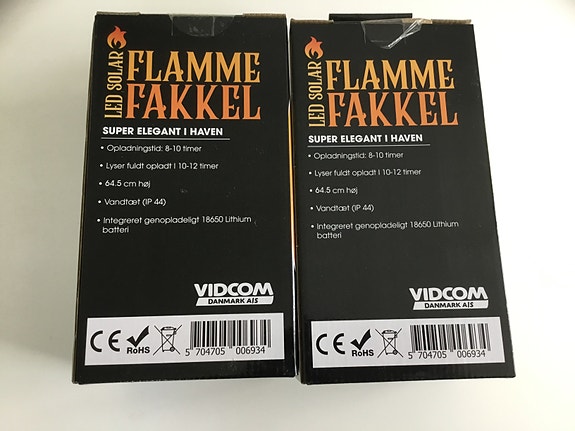 LED SOLAR
FLAMME
FAKKEL
SUPER ELEGANT I HAVEN
• Opladningstid: 8-10 timer
• Lyser fuldt opladt I 10-12 timer
• 64.5 cm høj
• Vandtæt (IP 44)
• Integreret genopladeligt 18650 Lithium
batteri
VIDCOM
DANMARK A|S
CE RoHS
5 704705 006934
LED SOLAR
FLAMME
FAKKEL
SUPER ELEGANT I HAVEN
• Opladningstid: 8-10 timer
• Lyser fuldt opladt I 10-12 timer
• 64.5 cm høj
• Vandtæt (IP 44)
• Integreret genopladeligt 18650 Lithium
batteri
VIDCOM
DANMARK A|S
CE RoHS
5 704705 006934